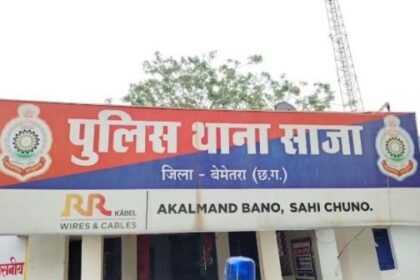 पुलिस थाना साजा
जिला - बेमेतरा (छ.ग.)
RR KABEL
WIRES & CABLES
AKALMAND BANO, SAHI CHUNO.